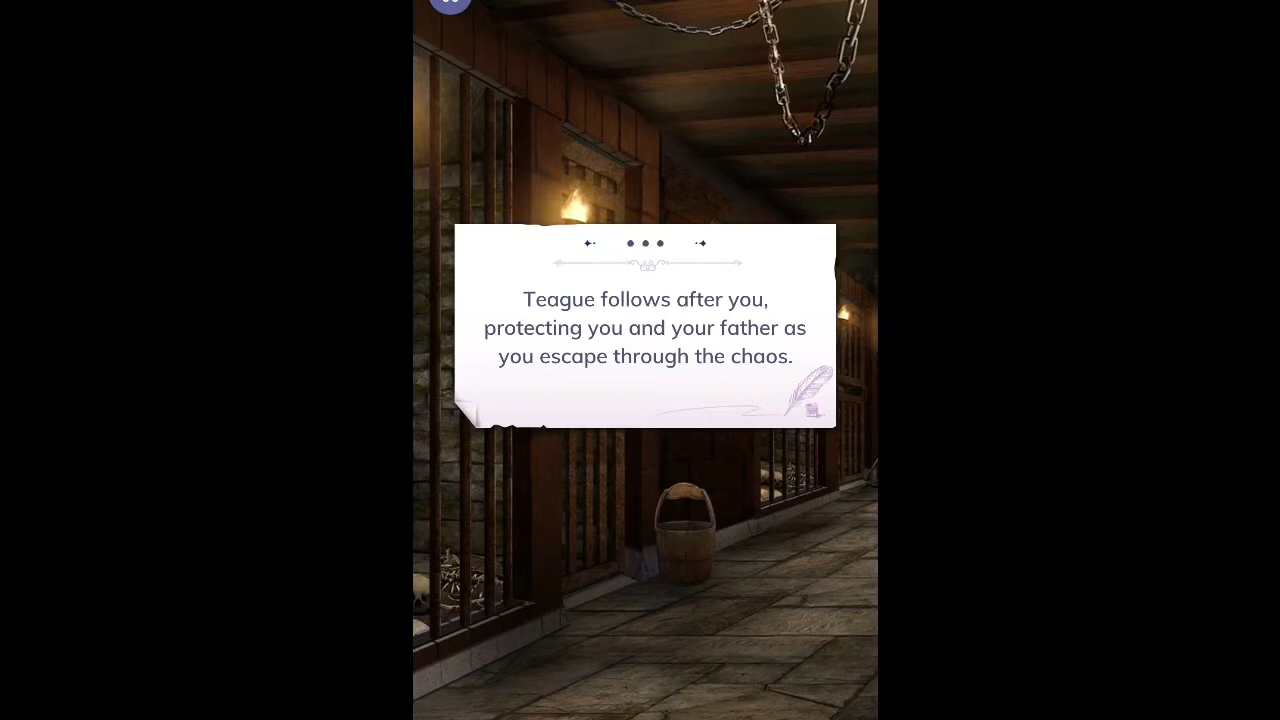 Teague follows after you,
protecting you and your father as
you escape through the chaos.